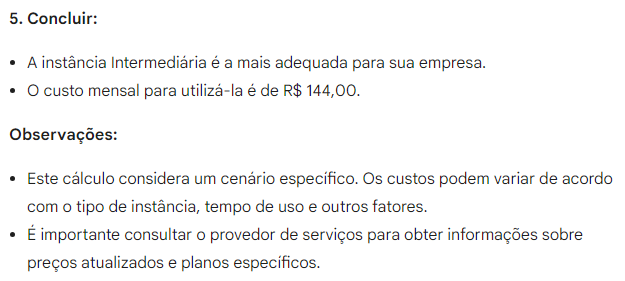 5. Concluir:
• A instância Intermediária é a mais adequada para sua empresa.
• O custo mensal para utilizá-la é de R$ 144,00.
Observações:
• Este cálculo considera um cenário específico. Os custos podem variar de acordo
com o tipo de instância, tempo de uso e outros fatores.
• É importante consultar o provedor de serviços para obter informações sobre
preços atualizados e planos específicos.